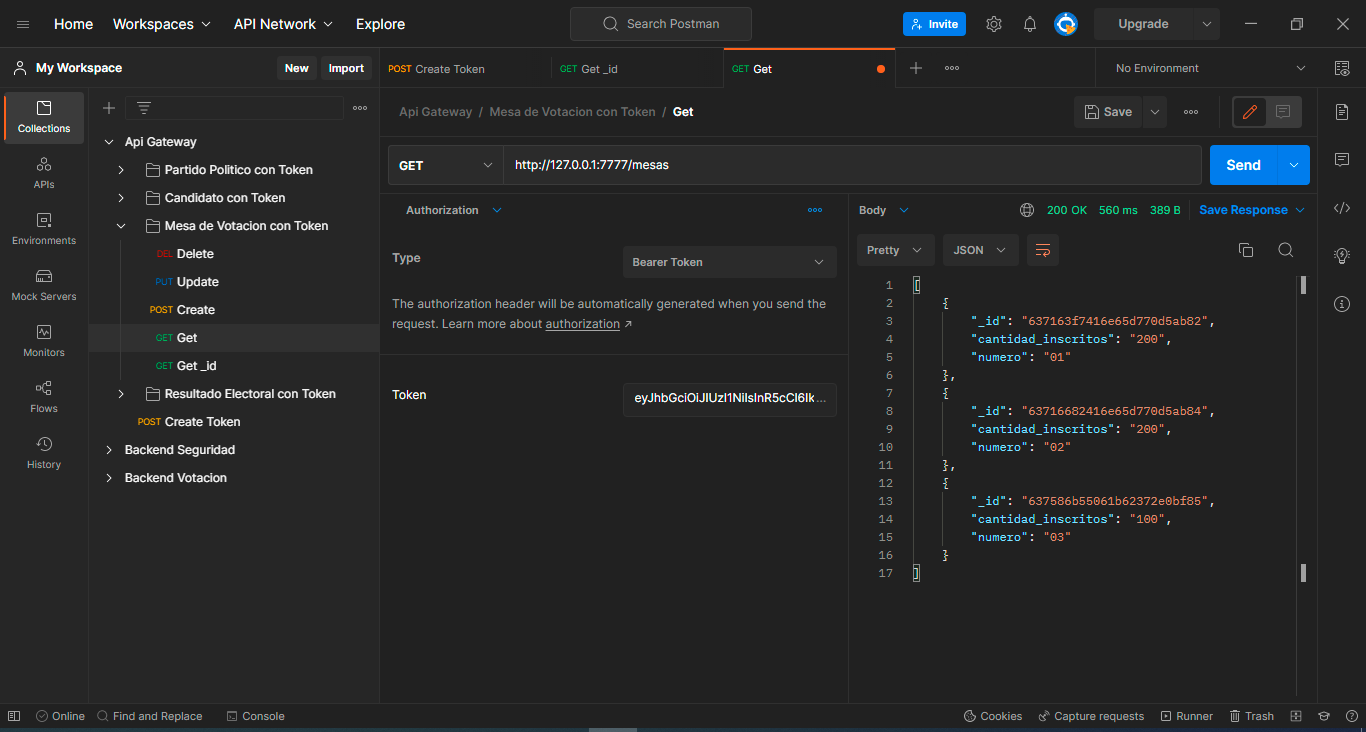 Home Workspaces API Network Explore Search Postman Invite Upgrade
My Workspace New Import POST Create Token GET Get _id GET Get No Environment
Collections
APIs
Environments
Mock Servers
Monitors
Flows
History
Api Gateway
Partido Politico con Token
Candidato con Token
Mesa de Votacion con Token
DEL Delete
PUT Update
POST Create
GET Get
GET Get _id
Resultado Electoral con Token
POST Create Token
Backend Seguridad
Backend Votacion
Api Gateway / Mesa de Votacion con Token / Get Save
GET http://127.0.0.1:7777/mesas Send
Authorization
Type Bearer Token
The authorization header will be automatically generated when you send the
request. Learn more about authorization ↗
Token eyJhbGciOiJIUzI1NiIsInR5cCI6Ik...
Body 200 OK 560 ms 389 B Save Response
Pretty JSON
1 [
2 {
3 "_id": "637163f7416e65d770d5ab82",
4 "cantidad_inscritos": "200",
5 "numero": "01"
6 },
7 {
8 "_id": "63716682416e65d770d5ab84",
9 "cantidad_inscritos": "200",
10 "numero": "02"
11 },
12 {
13 "_id": "637586b55061b62372e0bf85",
14 "cantidad_inscritos": "100",
15 "numero": "03"
16 }
17 ]
Online Find and Replace Console Cookies Capture requests Runner Trash